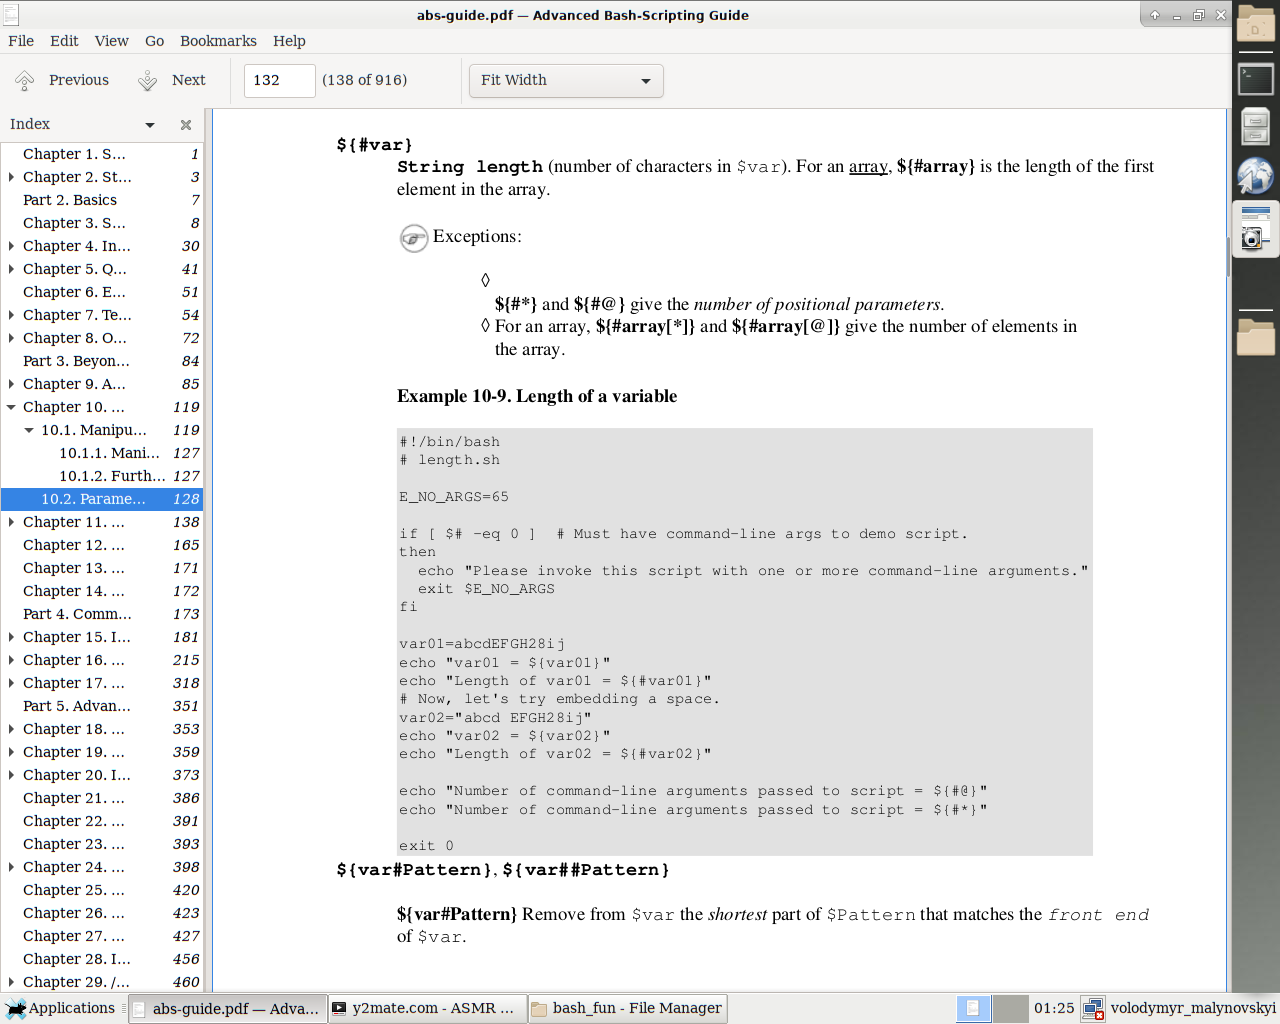 abs-guide.pdf — Advanced Bash-Scripting Guide
File Edit View Go Bookmarks Help
Previous Next 132 (138 of 916) Fit Width
Index
Chapter 1. S... 1
Chapter 2. St... 3
Part 2. Basics 7
Chapter 3. S... 8
Chapter 4. In... 30
Chapter 5. Q... 41
Chapter 6. E... 51
Chapter 7. Te... 54
Chapter 8. O... 72
Part 3. Beyon... 84
Chapter 9. A... 85
Chapter 10. ... 119
10.1. Manipu... 119
10.1.1. Mani... 127
10.1.2. Furth... 127
10.2. Parame... 128
Chapter 11. ... 138
Chapter 12. ... 165
Chapter 13. ... 171
Chapter 14. ... 172
Part 4. Comm... 173
Chapter 15. I... 181
Chapter 16. ... 215
Chapter 17. ... 318
Part 5. Advan... 351
Chapter 18. ... 353
Chapter 19. ... 359
Chapter 20. I... 373
Chapter 21. ... 386
Chapter 22. ... 391
Chapter 23. ... 393
Chapter 24. ... 398
Chapter 25. ... 420
Chapter 26. ... 423
Chapter 27. ... 427
Chapter 28. I... 456
Chapter 29. /... 460
${#var}
String length (number of characters in $var). For an array, ${#array} is the length of the first
element in the array.
Exceptions:
◊
${#*} and ${#@} give the number of positional parameters.
◊ For an array, ${#array[*]} and ${#array[@]} give the number of elements in
the array.
Example 10-9. Length of a variable
#!/bin/bash
# length.sh
E_NO_ARGS=65
if [ $# -eq 0 ]  # Must have command-line args to demo script.
then
  echo "Please invoke this script with one or more command-line arguments."
  exit $E_NO_ARGS
fi
var01=abcdEFGH28ij
echo "var01 = ${var01}"
echo "Length of var01 = ${#var01}"
# Now, let's try embedding a space.
var02="abcd EFGH28ij"
echo "var02 = ${var02}"
echo "Length of var02 = ${#var02}"
echo "Number of command-line arguments passed to script = ${#@}"
echo "Number of command-line arguments passed to script = ${#*}"
exit 0
${var#Pattern}, ${var##Pattern}
${var#Pattern} Remove from $var the shortest part of $Pattern that matches the front end
of $var.
Applications abs-guide.pdf — Adva... y2mate.com - ASMR ... bash_fun - File Manager 01:25 volodymyr_malynovskyi